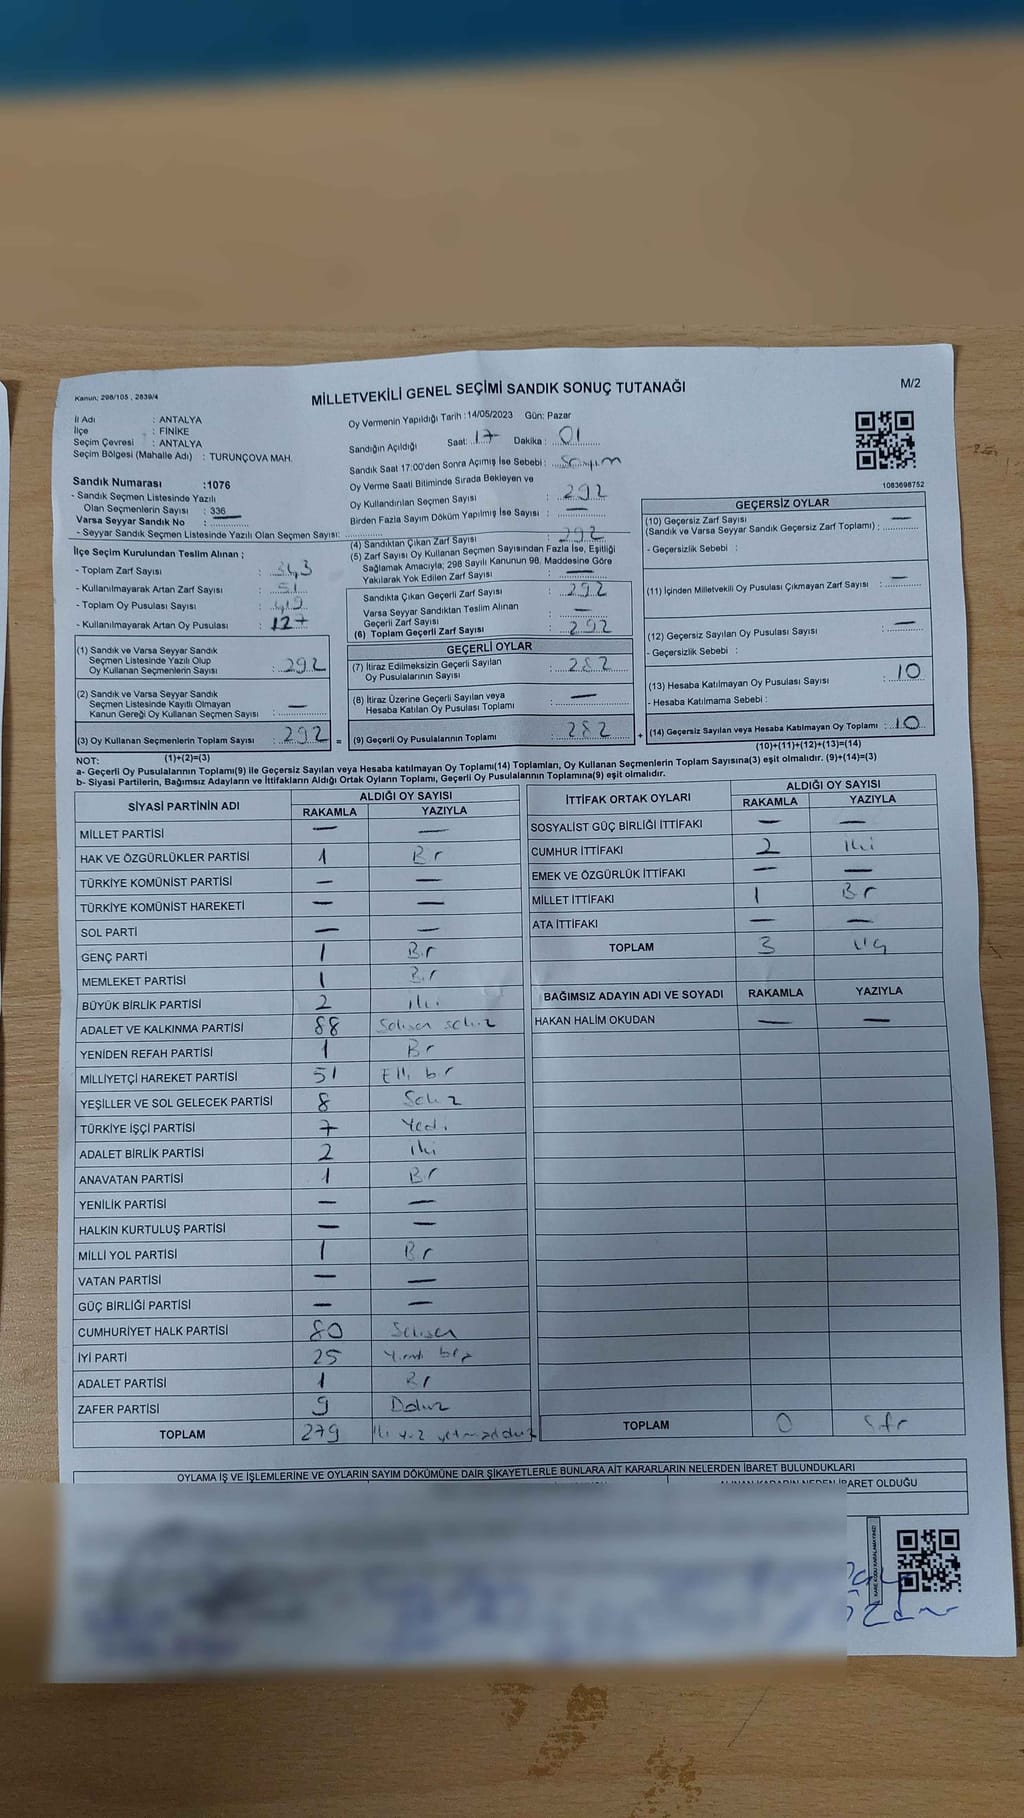 Kanun; 298/105 , 2839/4
MİLLETVEKİLİ GENEL SEÇİMİ SANDIK SONUÇ TUTANAĞI
M/2
İl Adı : ANTALYA
İlçe : FİNİKE
Seçim Çevresi : ANTALYA
Seçim Bölgesi (Mahalle Adı) : TURUNÇOVA MAH.
Sandık Numarası :1076
- Sandık Seçmen Listesinde Yazılı
Olan Seçmenlerin Sayısı : 336
Varsa Seyyar Sandık No : —
- Seyyar Sandık Seçmen Listesinde Yazılı Olan Seçmen Sayısı:
Oy Vermenin Yapıldığı Tarih :14/05/2023 Gün: Pazar
Sandığın Açıldığı Saat: 17 Dakika : 01
Sandık Saat 17:00'den Sonra Açımış İse Sebebi : Sayım
Oy Verme Saati Bitiminde Sırada Bekleyen ve
Oy Kullandırılan Seçmen Sayısı : 292
Birden Fazla Sayım Döküm Yapılmış İse Sayısı : —
1083698752
İlçe Seçim Kurulundan Teslim Alınan ;
- Toplam Zarf Sayısı : 343
- Kullanılmayarak Artan Zarf Sayısı : 51
- Toplam Oy Pusulası Sayısı : 419
- Kullanılmayarak Artan Oy Pusulası : 127
(1) Sandık ve Varsa Seyyar Sandık
Seçmen Listesinde Yazılı Olup
Oy Kullanan Seçmenlerin Sayısı : 292
(2) Sandık ve Varsa Seyyar Sandık
Seçmen Listesinde Kayıtlı Olmayan
Kanun Gereği Oy Kullanan Seçmen Sayısı : —
(3) Oy Kullanan Seçmenlerin Toplam Sayısı : 292 =
(1)+(2)=(3)
(4) Sandıktan Çıkan Zarf Sayısı : 292
(5) Zarf Sayısı Oy Kullanan Seçmen Sayısından Fazla İse, Eşitliği
Sağlamak Amacıyla; 298 Sayılı Kanunun 98. Maddesine Göre
Yakılarak Yok Edilen Zarf Sayısı : —
Sandıkta Çıkan Geçerli Zarf Sayısı : 292
Varsa Seyyar Sandıktan Teslim Alınan
Geçerli Zarf Sayısı : —
(6) Toplam Geçerli Zarf Sayısı : 292
GEÇERLİ OYLAR
(7) İtiraz Edilmeksizin Geçerli Sayılan
Oy Pusulalarının Sayısı : 282
(8) İtiraz Üzerine Geçerli Sayılan veya
Hesaba Katılan Oy Pusulası Toplamı : —
(9) Geçerli Oy Pusulalarının Toplamı : 282 +
GEÇERSİZ OYLAR
(10) Geçersiz Zarf Sayısı
(Sandık ve Varsa Seyyar Sandık Geçersiz Zarf Toplamı) : —
- Geçersizlik Sebebi :
(11) İçinden Milletvekili Oy Pusulası Çıkmayan Zarf Sayısı : —
(12) Geçersiz Sayılan Oy Pusulası Sayısı : —
- Geçersizlik Sebebi :
(13) Hesaba Katılmayan Oy Pusulası Sayısı : 10
- Hesaba Katılmama Sebebi :
(14) Geçersiz Sayılan veya Hesaba Katılmayan Oy Toplamı : 10
(10)+(11)+(12)+(13)=(14)
NOT:
a- Geçerli Oy Pusulalarının Toplamı(9) ile Geçersiz Sayılan veya Hesaba katılmayan Oy Toplamı(14) Toplamları, Oy Kullanan Seçmenlerin Toplam Sayısına(3) eşit olmalıdır. (9)+(14)=(3)
b- Siyasi Partilerin, Bağımsız Adayların ve İttifakların Aldığı Ortak Oyların Toplamı, Geçerli Oy Pusulalarının Toplamına(9) eşit olmalıdır.
SİYASİ PARTİNİN ADI ALDIĞI OY SAYISI
RAKAMLA YAZIYLA
MİLLET PARTİSİ — —
HAK VE ÖZGÜRLÜKLER PARTİSİ 1 Bir
TÜRKİYE KOMÜNİST PARTİSİ — —
TÜRKİYE KOMÜNİST HAREKETİ — —
SOL PARTİ — —
GENÇ PARTİ 1 Bir
MEMLEKET PARTİSİ 1 Bir
BÜYÜK BİRLİK PARTİSİ 2 iki
ADALET VE KALKINMA PARTİSİ 88 Seksen sekiz
YENİDEN REFAH PARTİSİ 1 Bir
MİLLİYETÇİ HAREKET PARTİSİ 51 Elli bir
YEŞİLLER VE SOL GELECEK PARTİSİ 8 Sekiz
TÜRKİYE İŞÇİ PARTİSİ 7 Yedi
ADALET BİRLİK PARTİSİ 2 iki
ANAVATAN PARTİSİ 1 Bir
YENİLİK PARTİSİ — —
HALKIN KURTULUŞ PARTİSİ — —
MİLLİ YOL PARTİSİ 1 Bir
VATAN PARTİSİ — —
GÜÇ BİRLİĞİ PARTİSİ — —
CUMHURİYET HALK PARTİSİ 80 Seksen
İYİ PARTİ 25 Yirmi beş
ADALET PARTİSİ 1 Bir
ZAFER PARTİSİ 9 Dokuz
TOPLAM 279 iki yüz yetmişdokuz
İTTİFAK ORTAK OYLARI ALDIĞI OY SAYISI
RAKAMLA YAZIYLA
SOSYALİST GÜÇ BİRLİĞİ İTTİFAKI — —
CUMHUR İTTİFAKI 2 iki
EMEK VE ÖZGÜRLÜK İTTİFAKI — —
MİLLET İTTİFAKI 1 Bir
ATA İTTİFAKI — —
TOPLAM 3 üç
BAĞIMSIZ ADAYIN ADI VE SOYADI RAKAMLA YAZIYLA
HAKAN HALİM OKUDAN — —
TOPLAM 0 Sıfır
OYLAMA İŞ VE İŞLEMLERİNE VE OYLARIN SAYIM DÖKÜMÜNE DAİR ŞİKAYETLERLE BUNLARA AİT KARARLARIN NELERDEN İBARET BULUNDUKLARI
ALINAN KARARIN NEDEN İBARET OLDUĞU